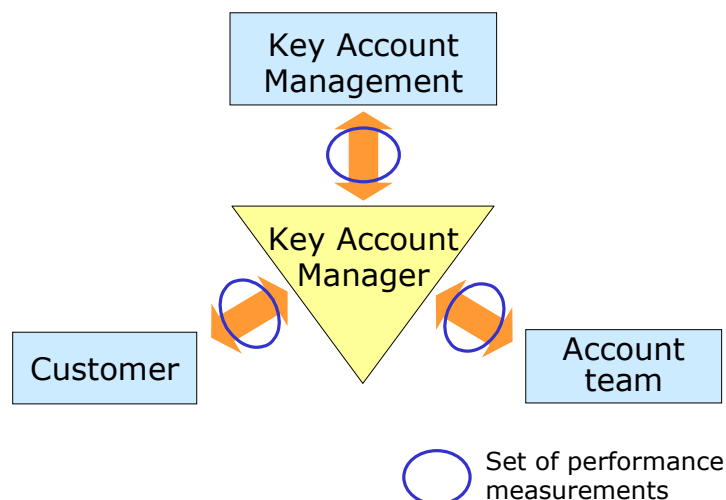 Key Account
Management
Key Account
Manager
Customer
Account
team
Set of performance
measurements